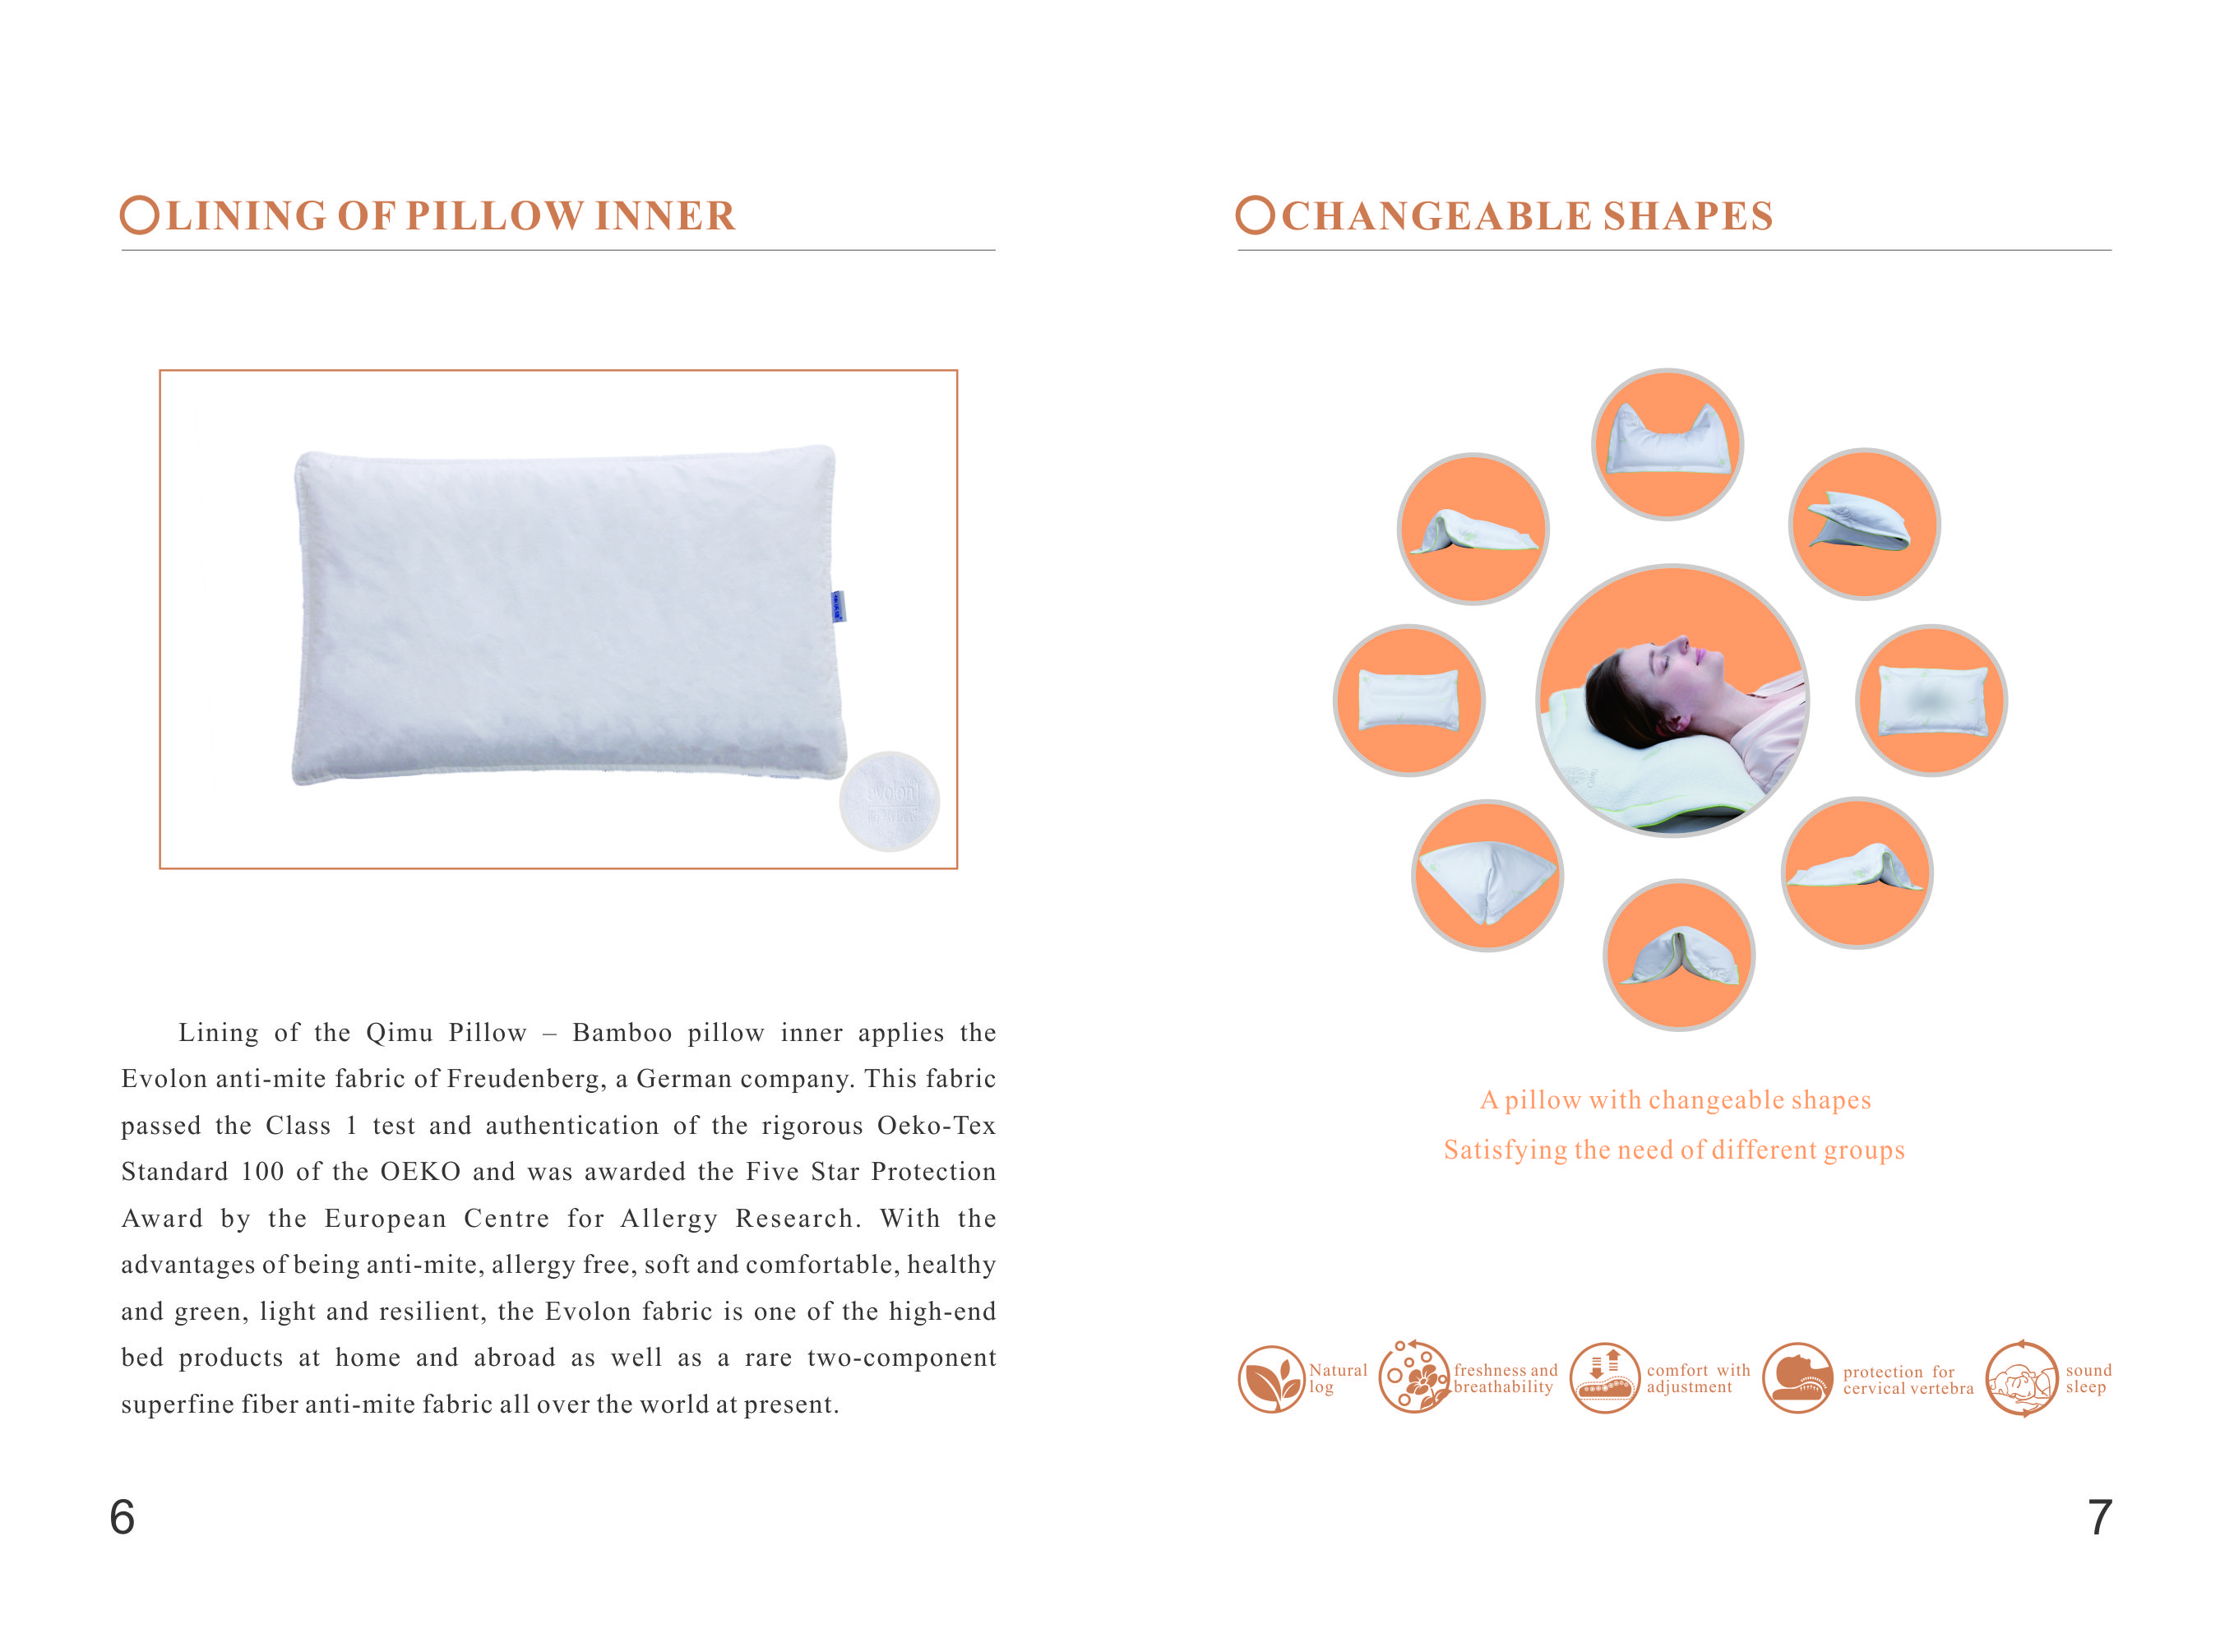 LINING OF PILLOW INNER
Lining of the Qimu Pillow – Bamboo pillow inner applies the
Evolon anti-mite fabric of Freudenberg, a German company. This fabric
passed the Class 1 test and authentication of the rigorous Oeko-Tex
Standard 100 of the OEKO and was awarded the Five Star Protection
Award by the European Centre for Allergy Research. With the
advantages of being anti-mite, allergy free, soft and comfortable, healthy
and green, light and resilient, the Evolon fabric is one of the high-end
bed products at home and abroad as well as a rare two-component
superfine fiber anti-mite fabric all over the world at present.
evolon
6
CHANGEABLE SHAPES
A pillow with changeable shapes
Satisfying the need of different groups
Natural
log
freshness and
breathability
comfort with
adjustment
protection for
cervical vertebra
sound
sleep
7